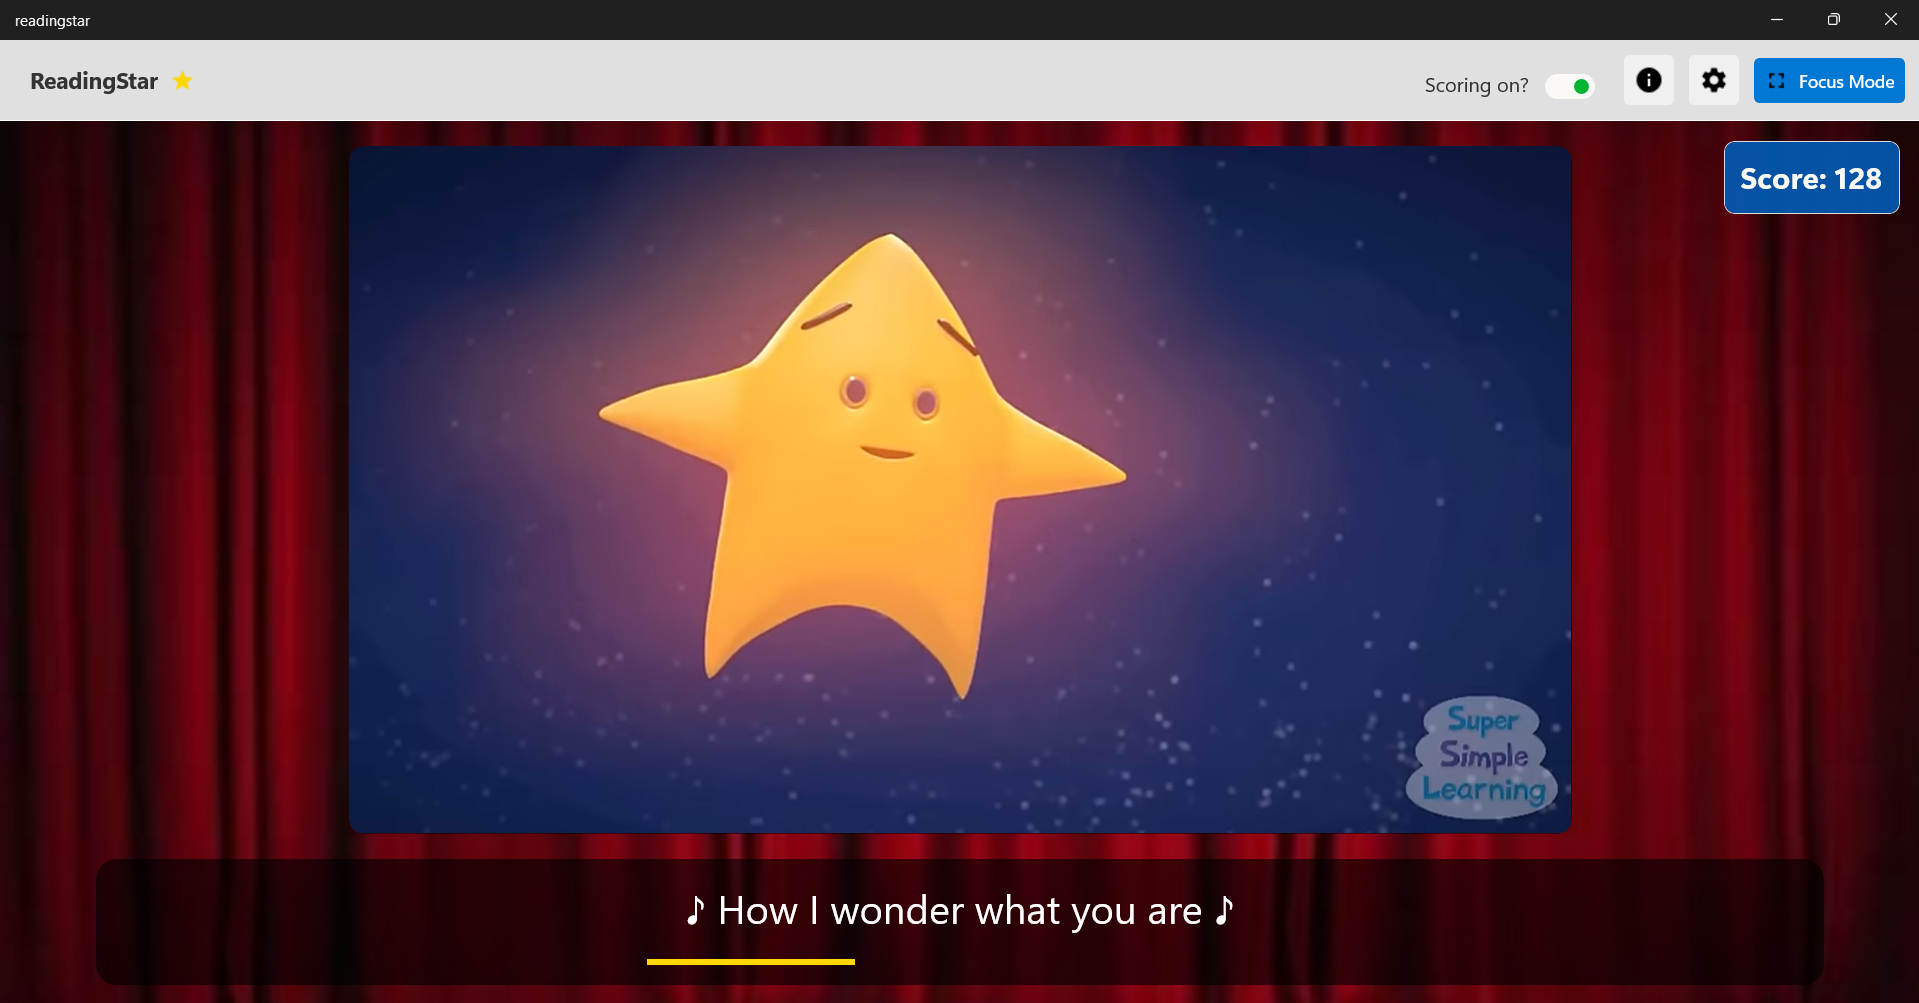 readingstar
ReadingStar
Scoring on?
Focus Mode
Score: 128
Super
Simple
Learning
♪ How I wonder what you are ♪